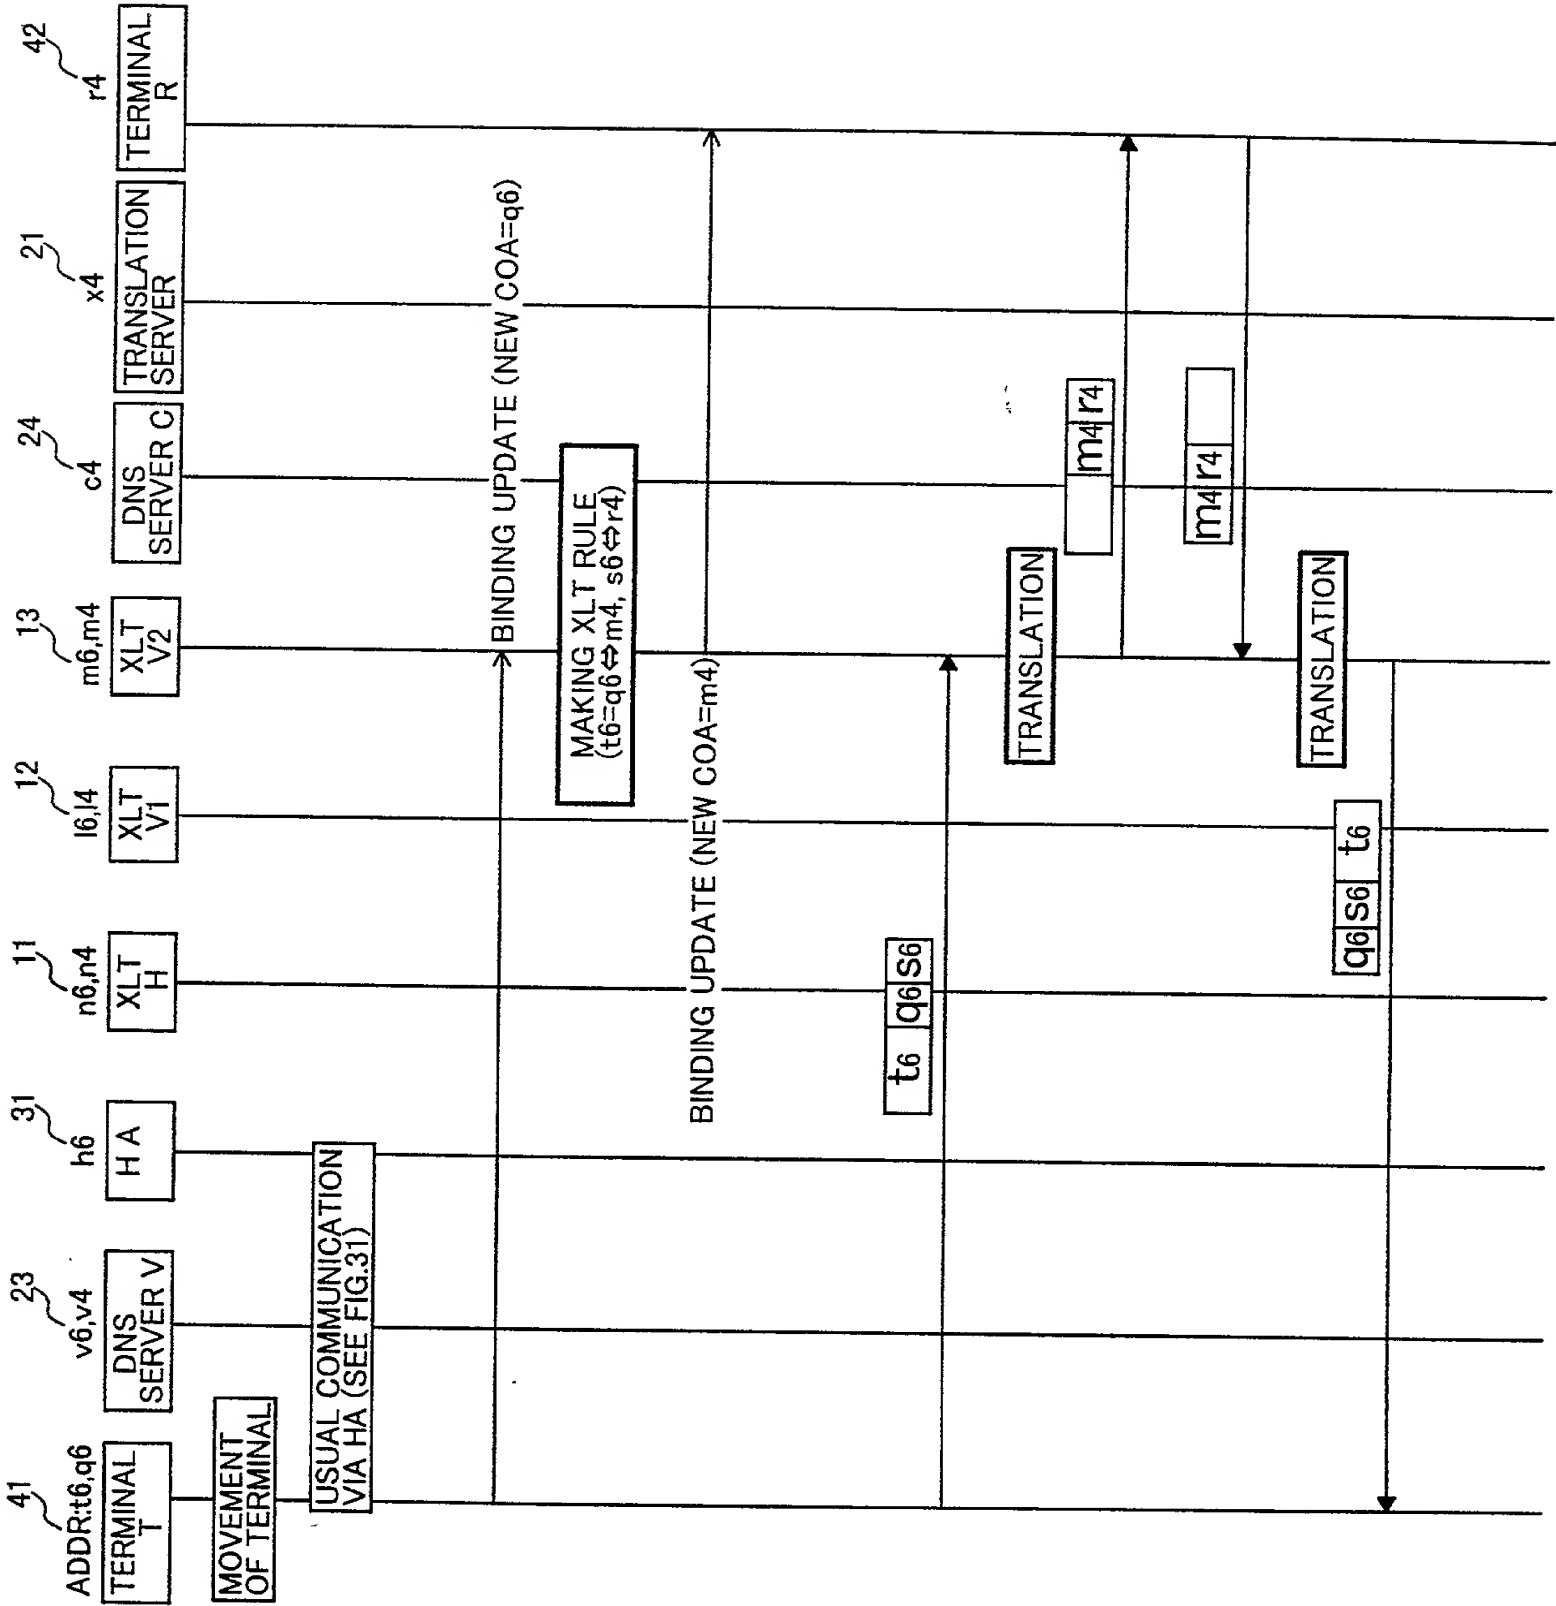 41
ADDR:t6,q6
TERMINAL
T
23
v6,v4
DNS
SERVER V
31
h6
H A
11
n6,n4
XLT
H
12
l6,l4
XLT
V1
13
m6,m4
XLT
V2
24
c4
DNS
SERVER C
21
x4
TRANSLATION
SERVER
42
r4
TERMINAL
R
MOVEMENT
OF TERMINAL
USUAL COMMUNICATION
VIA HA (SEE FIG.31)
BINDING UPDATE (NEW COA=q6)
MAKING XLT RULE
(t6=q6⇔m4, s6⇔r4)
BINDING UPDATE (NEW COA=m4)
t6 q6 s6
TRANSLATION
m4 r4
m4 r4
TRANSLATION
q6 s6 t6